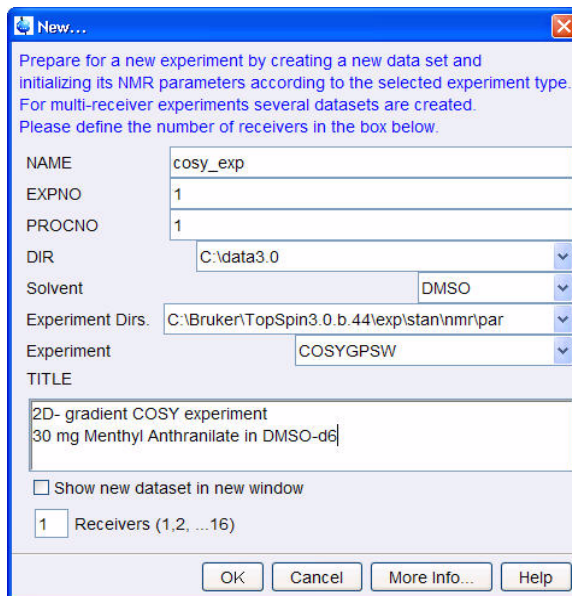 New...
Prepare for a new experiment by creating a new data set and
initializing its NMR parameters according to the selected experiment type.
For multi-receiver experiments several datasets are created.
Please define the number of receivers in the box below.
NAME cosy_exp
EXPNO 1
PROCNO 1
DIR C:\data3.0
Solvent DMSO
Experiment Dirs. C:\Bruker\TopSpin3.0.b.44\exp\stan\nmr\par
Experiment COSYGPSW
TITLE
2D- gradient COSY experiment
30 mg Menthyl Anthranilate in DMSO-d6
Show new dataset in new window
1 Receivers (1,2, ...16)
OK Cancel More Info... Help